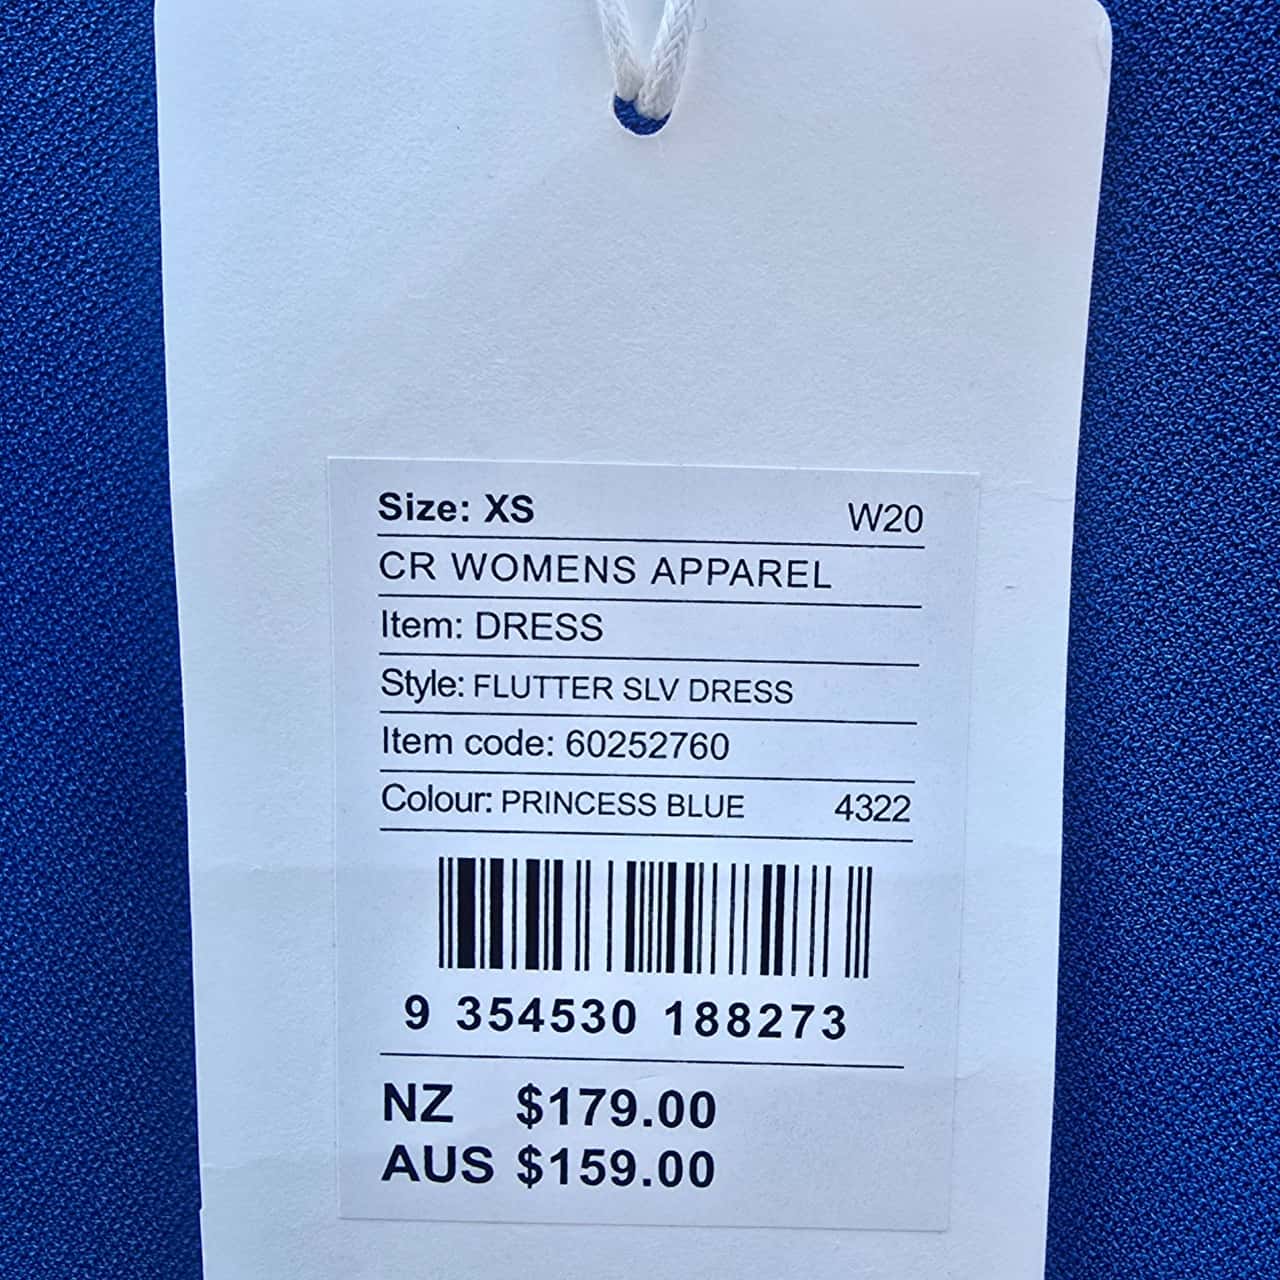 Size: XS W20
CR WOMENS APPAREL
Item: DRESS
Style: FLUTTER SLV DRESS
Item code: 60252760
Colour: PRINCESS BLUE 4322
9 354530 188273
NZ $179.00
AUS $159.00